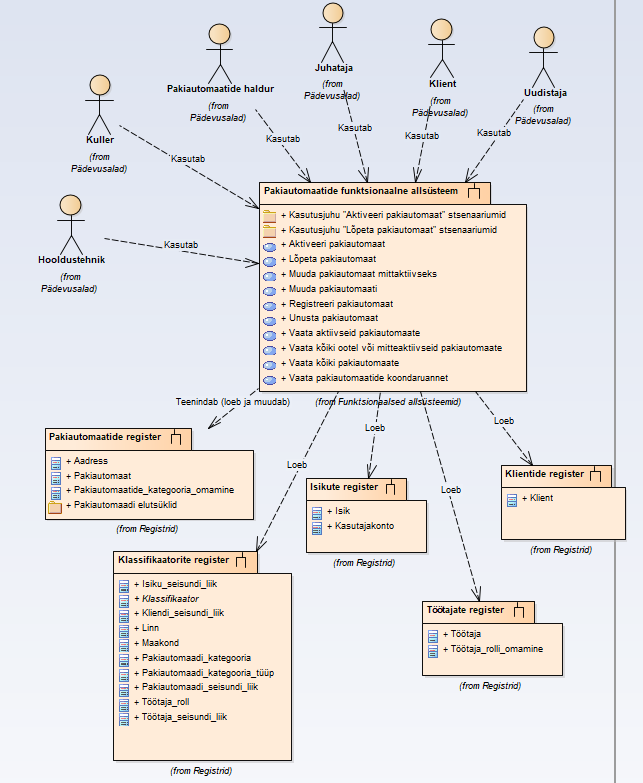 Juhataja
(from
Pädevusalad)
Kasutab
Pakiautomaatide haldur
(from
Pädevusalad)
Klient
(from
Pädevusalad)
Kasutab
Uudistaja
(from
Pädevusalad)
Kasutab
Kuller
(from
Pädevusalad)
Kasutab
Hooldustehnik
(from
Pädevusalad)
Kasutab
Pakiautomaatide funktsionaalne allsüsteem
+ Kasutusjuhu "Aktiveeri pakiautomaat" stsenaariumid
+ Kasutusjuhu "Lõpeta pakiautomaat" stsenaariumid
+ Aktiveeri pakiautomaat
+ Lõpeta pakiautomaat
+ Muuda pakiautomaat mittaktiivseks
+ Muuda pakiautomaati
+ Registreeri pakiautomaat
+ Unusta pakiautomaat
+ Vaata aktiivseid pakiautomaate
+ Vaata kõiki ootel või mitteaktiivseid pakiautomaate
+ Vaata kõiki pakiautomaate
+ Vaata pakiautomaatide koondaruannet
(from Funktsionaalsed allsüsteemid)
Teenindab (loeb ja muudab)
Loeb
Loeb
Loeb
Loeb
Pakiautomaatide register
+ Aadress
+ Pakiautomaat
+ Pakiautomaatide_kategooria_omamine
+ Pakiautomaadi elutsüklid
(from Registrid)
Isikute register
+ Isik
+ Kasutajakonto
(from Registrid)
Klientide register
+ Klient
(from Registrid)
Klassifikaatorite register
+ Isiku_seisundi_liik
+ Klassifikaator
+ Kliendi_seisundi_liik
+ Linn
+ Maakond
+ Pakiautomaadi_kategooria
+ Pakiautomaadi_kategooria_tüüp
+ Pakiautomaadi_seisundi_liik
+ Töötaja_roll
+ Töötaja_seisundi_liik
(from Registrid)
Töötajate register
+ Töötaja
+ Töötaja_rolli_omamine
(from Registrid)
Kasutab